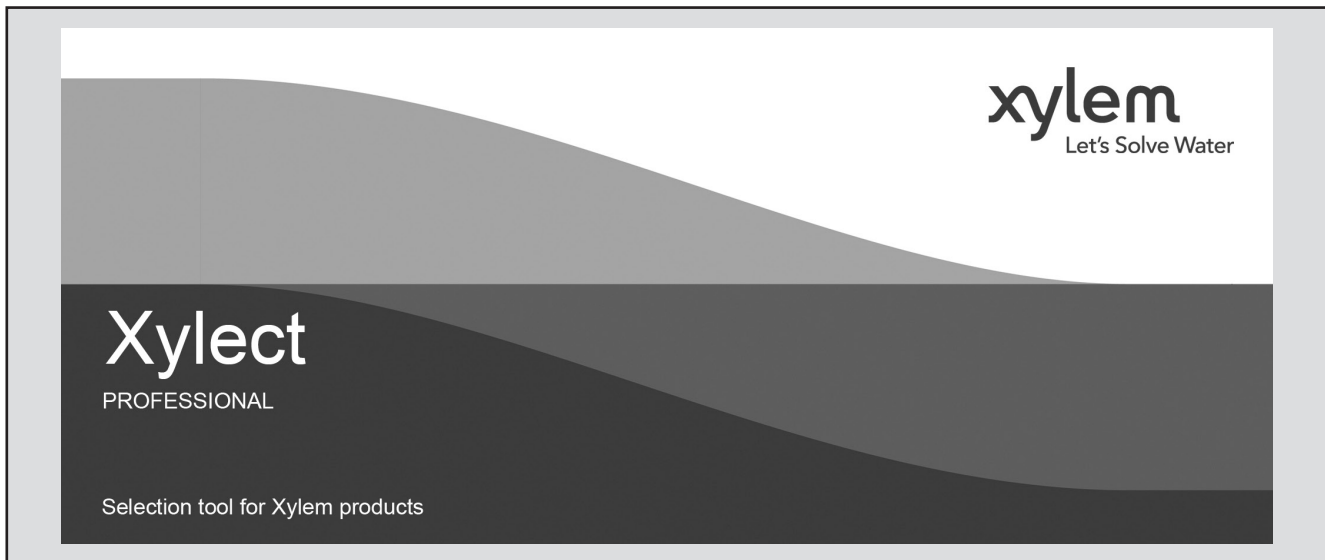 xylem
Let's Solve Water
Xylect
PROFESSIONAL
Selection tool for Xylem products